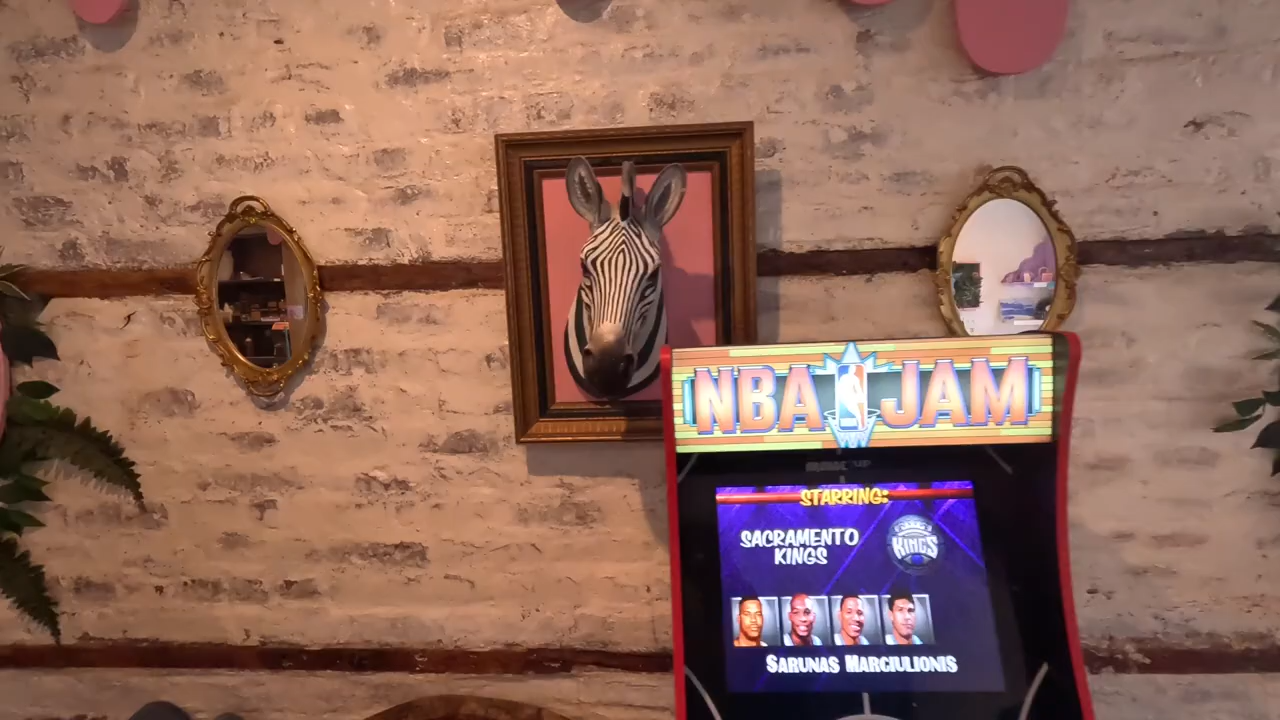 NBA JAM
STARRING:
SACRAMENTO
KINGS
KINGS
SARUNAS MARCIULIONIS